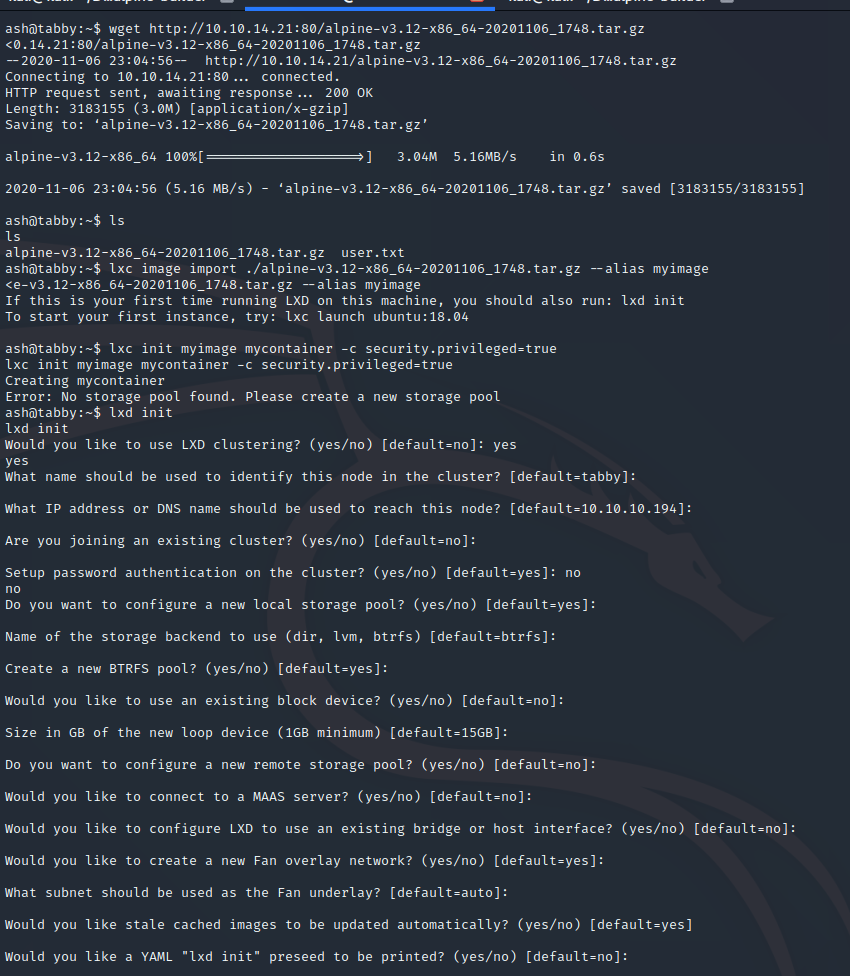 ash@tabby:~$ wget http://10.10.14.21:80/alpine-v3.12-x86_64-20201106_1748.tar.gz
<0.14.21:80/alpine-v3.12-x86_64-20201106_1748.tar.gz
--2020-11-06 23:04:56-- http://10.10.14.21/alpine-v3.12-x86_64-20201106_1748.tar.gz
Connecting to 10.10.14.21:80... connected.
HTTP request sent, awaiting response... 200 OK
Length: 3183155 (3.0M) [application/x-gzip]
Saving to: ‘alpine-v3.12-x86_64-20201106_1748.tar.gz’
alpine-v3.12-x86_64 100%[===================>] 3.04M 5.16MB/s in 0.6s
2020-11-06 23:04:56 (5.16 MB/s) - ‘alpine-v3.12-x86_64-20201106_1748.tar.gz’ saved [3183155/3183155]
ash@tabby:~$ ls
ls
alpine-v3.12-x86_64-20201106_1748.tar.gz user.txt
ash@tabby:~$ lxc image import ./alpine-v3.12-x86_64-20201106_1748.tar.gz --alias myimage
<e-v3.12-x86_64-20201106_1748.tar.gz --alias myimage
If this is your first time running LXD on this machine, you should also run: lxd init
To start your first instance, try: lxc launch ubuntu:18.04
ash@tabby:~$ lxc init myimage mycontainer -c security.privileged=true
lxc init myimage mycontainer -c security.privileged=true
Creating mycontainer
Error: No storage pool found. Please create a new storage pool
ash@tabby:~$ lxd init
lxd init
Would you like to use LXD clustering? (yes/no) [default=no]: yes
yes
What name should be used to identify this node in the cluster? [default=tabby]:
What IP address or DNS name should be used to reach this node? [default=10.10.10.194]:
Are you joining an existing cluster? (yes/no) [default=no]:
Setup password authentication on the cluster? (yes/no) [default=yes]: no
no
Do you want to configure a new local storage pool? (yes/no) [default=yes]:
Name of the storage backend to use (dir, lvm, btrfs) [default=btrfs]:
Create a new BTRFS pool? (yes/no) [default=yes]:
Would you like to use an existing block device? (yes/no) [default=no]:
Size in GB of the new loop device (1GB minimum) [default=15GB]:
Do you want to configure a new remote storage pool? (yes/no) [default=no]:
Would you like to connect to a MAAS server? (yes/no) [default=no]:
Would you like to configure LXD to use an existing bridge or host interface? (yes/no) [default=no]:
Would you like to create a new Fan overlay network? (yes/no) [default=yes]:
What subnet should be used as the Fan underlay? [default=auto]:
Would you like stale cached images to be updated automatically? (yes/no) [default=yes]
Would you like a YAML "lxd init" preseed to be printed? (yes/no) [default=no]: